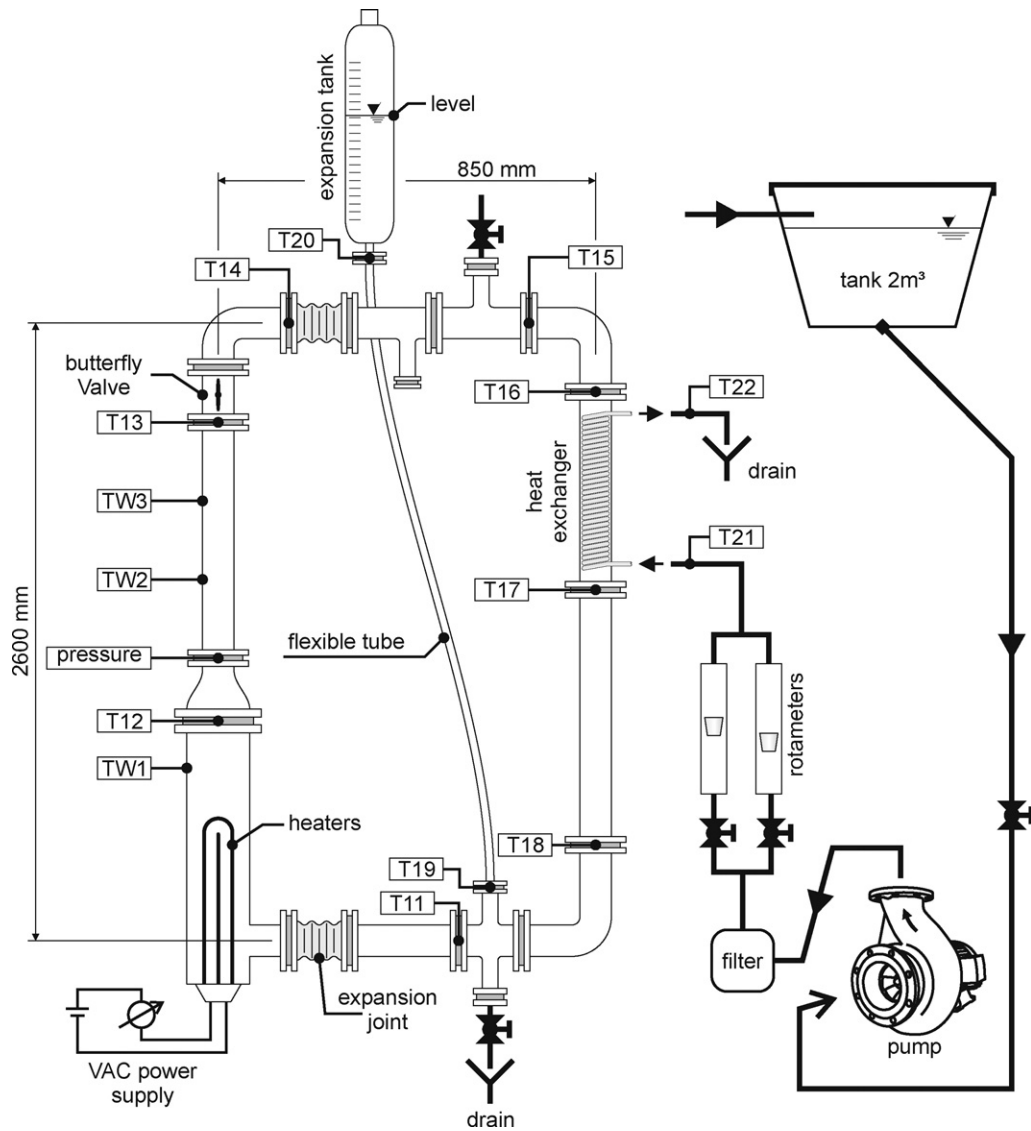 expansion tank
level
850 mm
T20
T14
T15
tank 2m³
butterfly
Valve
T16
T22
T13
drain
heat
exchanger
TW3
T21
TW2
T17
flexible tube
pressure
2600 mm
T12
rotameters
TW1
heaters
T18
T19
T11
filter
expansion
joint
pump
VAC power
supply
drain